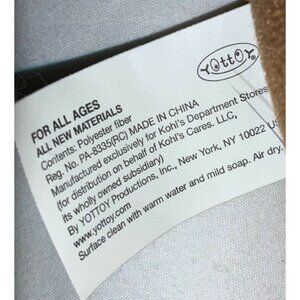 YOTTOY
FOR ALL AGES
ALL NEW MATERIALS
Contents: Polyester fiber
Reg. No. PA-8335(RC) MADE IN CHINA
Manufactured exclusively for Kohl's Department Stores
(for distribution on behalf of Kohl's Cares. LLC,
Its wholly owned subsidiary)
By YOTTOY Productions, Inc., New York, NY 10022 US
www.yottoy.com
Surface clean with warm water and mild soap. Air dry.